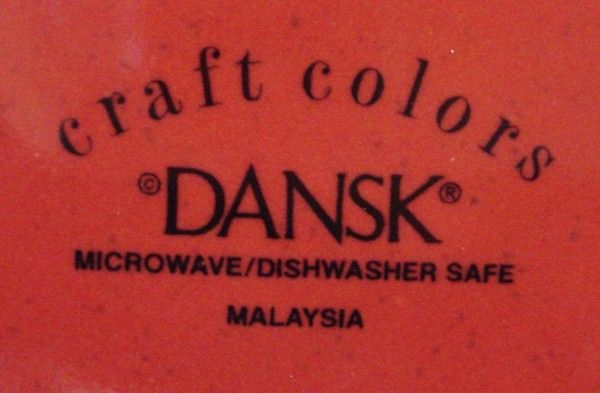 craft colors
©DANSK®
MICROWAVE/DISHWASHER SAFE
MALAYSIA